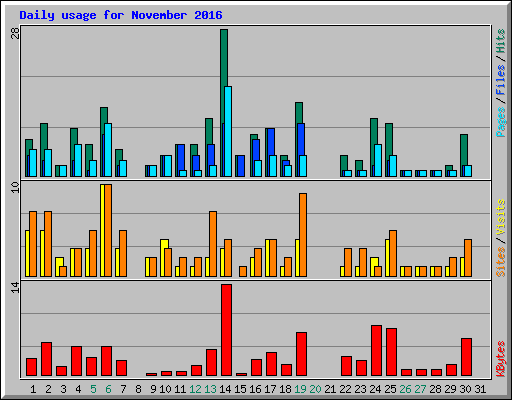 Daily usage for November 2016
28
Pages / Files / Hits
10
Sites / Visits
14
KBytes
1 2 3 4 5 6 7 8 9 10 11 12 13 14 15 16 17 18 19 20 21 22 23 24 25 26 27 28 29 30 31